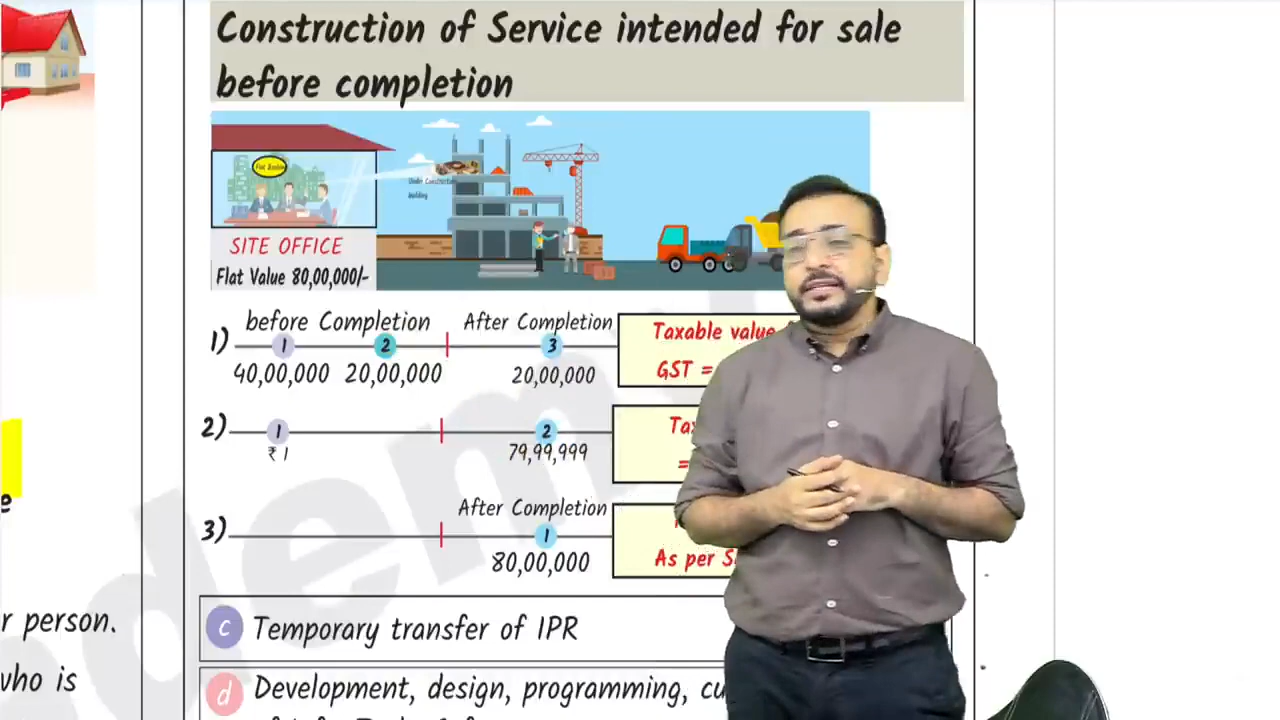 Construction of Service intended for sale
before completion
Flat Booking
Under Construction
Building
SITE OFFICE
Flat Value 80,00,000/-
1) before Completion After Completion
1 2 3
40,00,000 20,00,000 20,00,000
Taxable value
GST =
2) 1 2
₹ 1 79,99,999
=
After Completion
3) 1
80,00,000
As per
c Temporary transfer of IPR
d Development, design, programming,
r person.
who is